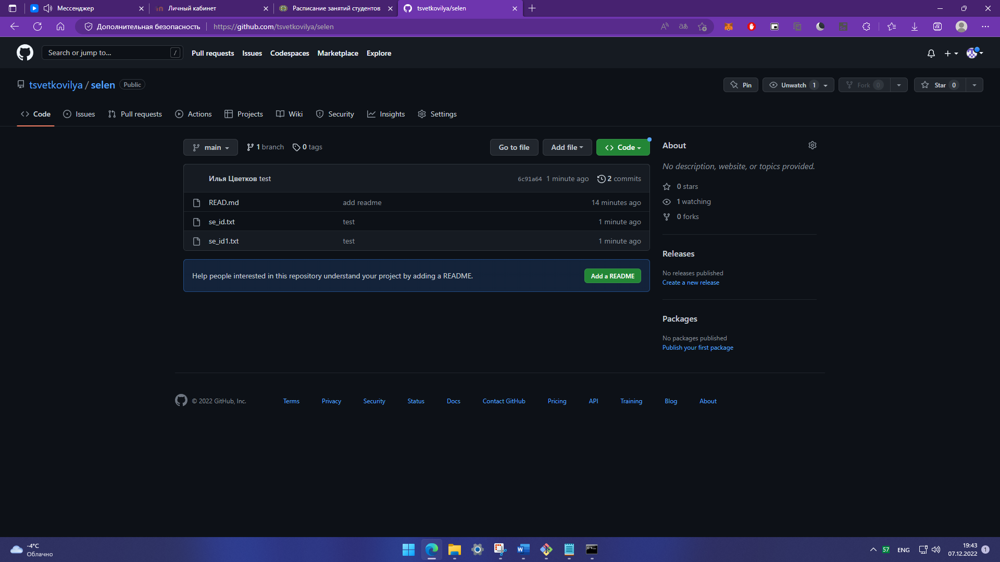 Мессенджер
Личный кабинет
Расписание занятий студентов
tsvetkovilya/selen
Дополнительная безопасность
https://github.com/tsvetkovilya/selen
Search or jump to...
/
Pull requests
Issues
Codespaces
Marketplace
Explore
tsvetkovilya / selen
Public
Pin
Unwatch 1
Fork 0
Star 0
Code
Issues
Pull requests
Actions
Projects
Wiki
Security
Insights
Settings
main
1 branch
0 tags
Go to file
Add file
Code
Илья Цветков test
6c91a64 1 minute ago
2 commits
READ.md
add readme
14 minutes ago
se_id.txt
test
1 minute ago
se_id1.txt
test
1 minute ago
Help people interested in this repository understand your project by adding a README.
Add a README
About
No description, website, or topics provided.
0 stars
1 watching
0 forks
Releases
No releases published
Create a new release
Packages
No packages published
Publish your first package
© 2022 GitHub, Inc.
Terms
Privacy
Security
Status
Docs
Contact GitHub
Pricing
API
Training
Blog
About
-4°C
Облачно
57
ENG
19:43
07.12.2022
1